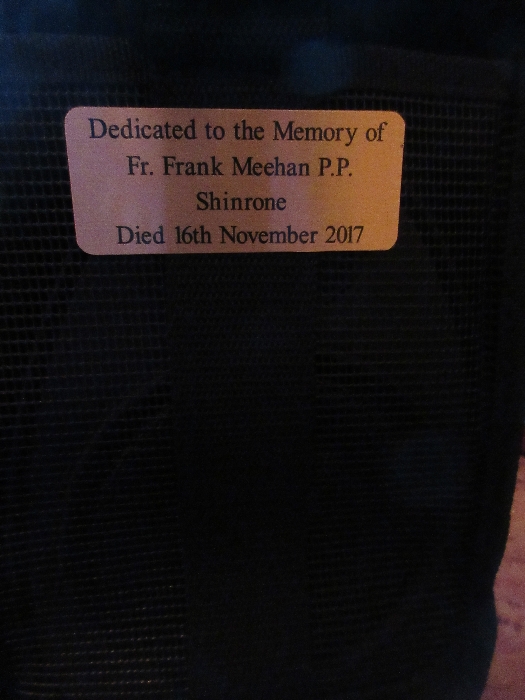 Dedicated to the Memory of
Fr. Frank Meehan P.P.
Shinrone
Died 16th November 2017